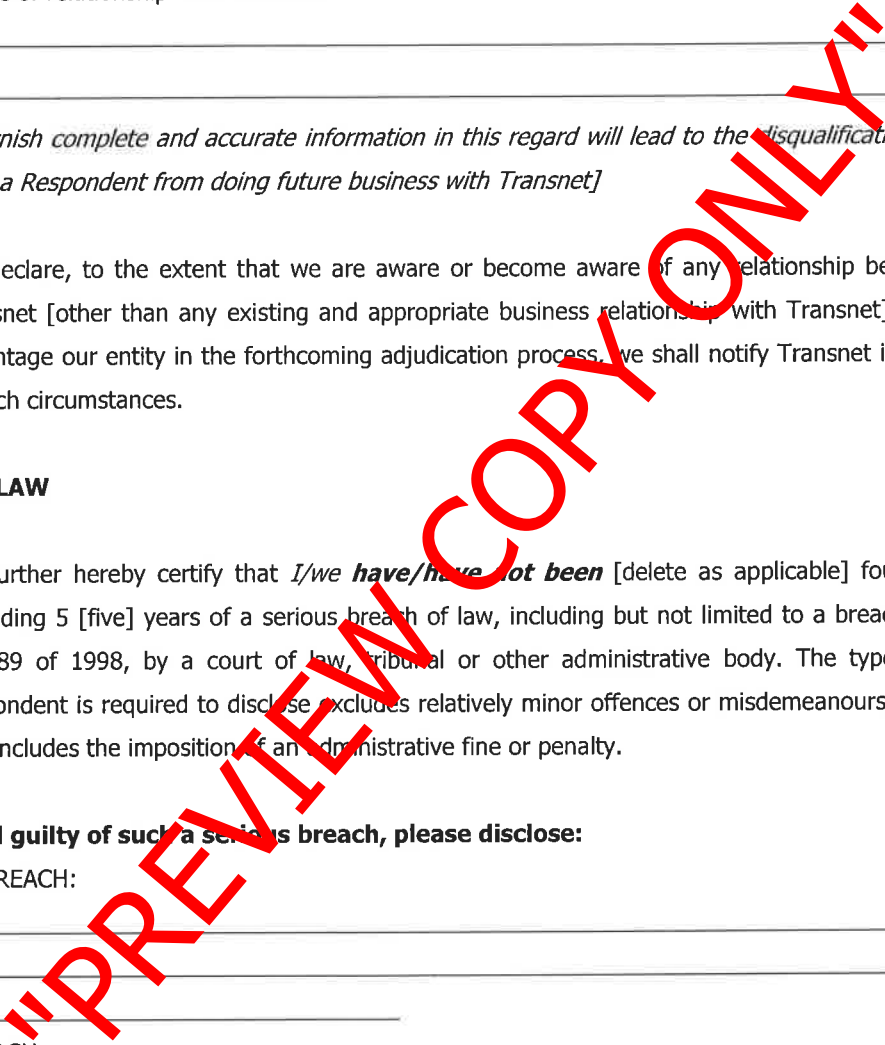 of relationship
nish complete and accurate information in this regard will lead to the disqualificati
a Respondent from doing future business with Transnet]
eclare, to the extent that we are aware or become aware of any relationship be
snet [other than any existing and appropriate business relationship with Transnet]
ntage our entity in the forthcoming adjudication process, we shall notify Transnet i
ch circumstances.
LAW
urther hereby certify that I/we have/have not been [delete as applicable] fou
ding 5 [five] years of a serious breach of law, including but not limited to a breac
89 of 1998, by a court of law, tribunal or other administrative body. The type
ondent is required to disclose excludes relatively minor offences or misdemeanours
includes the imposition of an administrative fine or penalty.
guilty of such a serious breach, please disclose:
REACH:
"PREVIEW COPY ONLY"